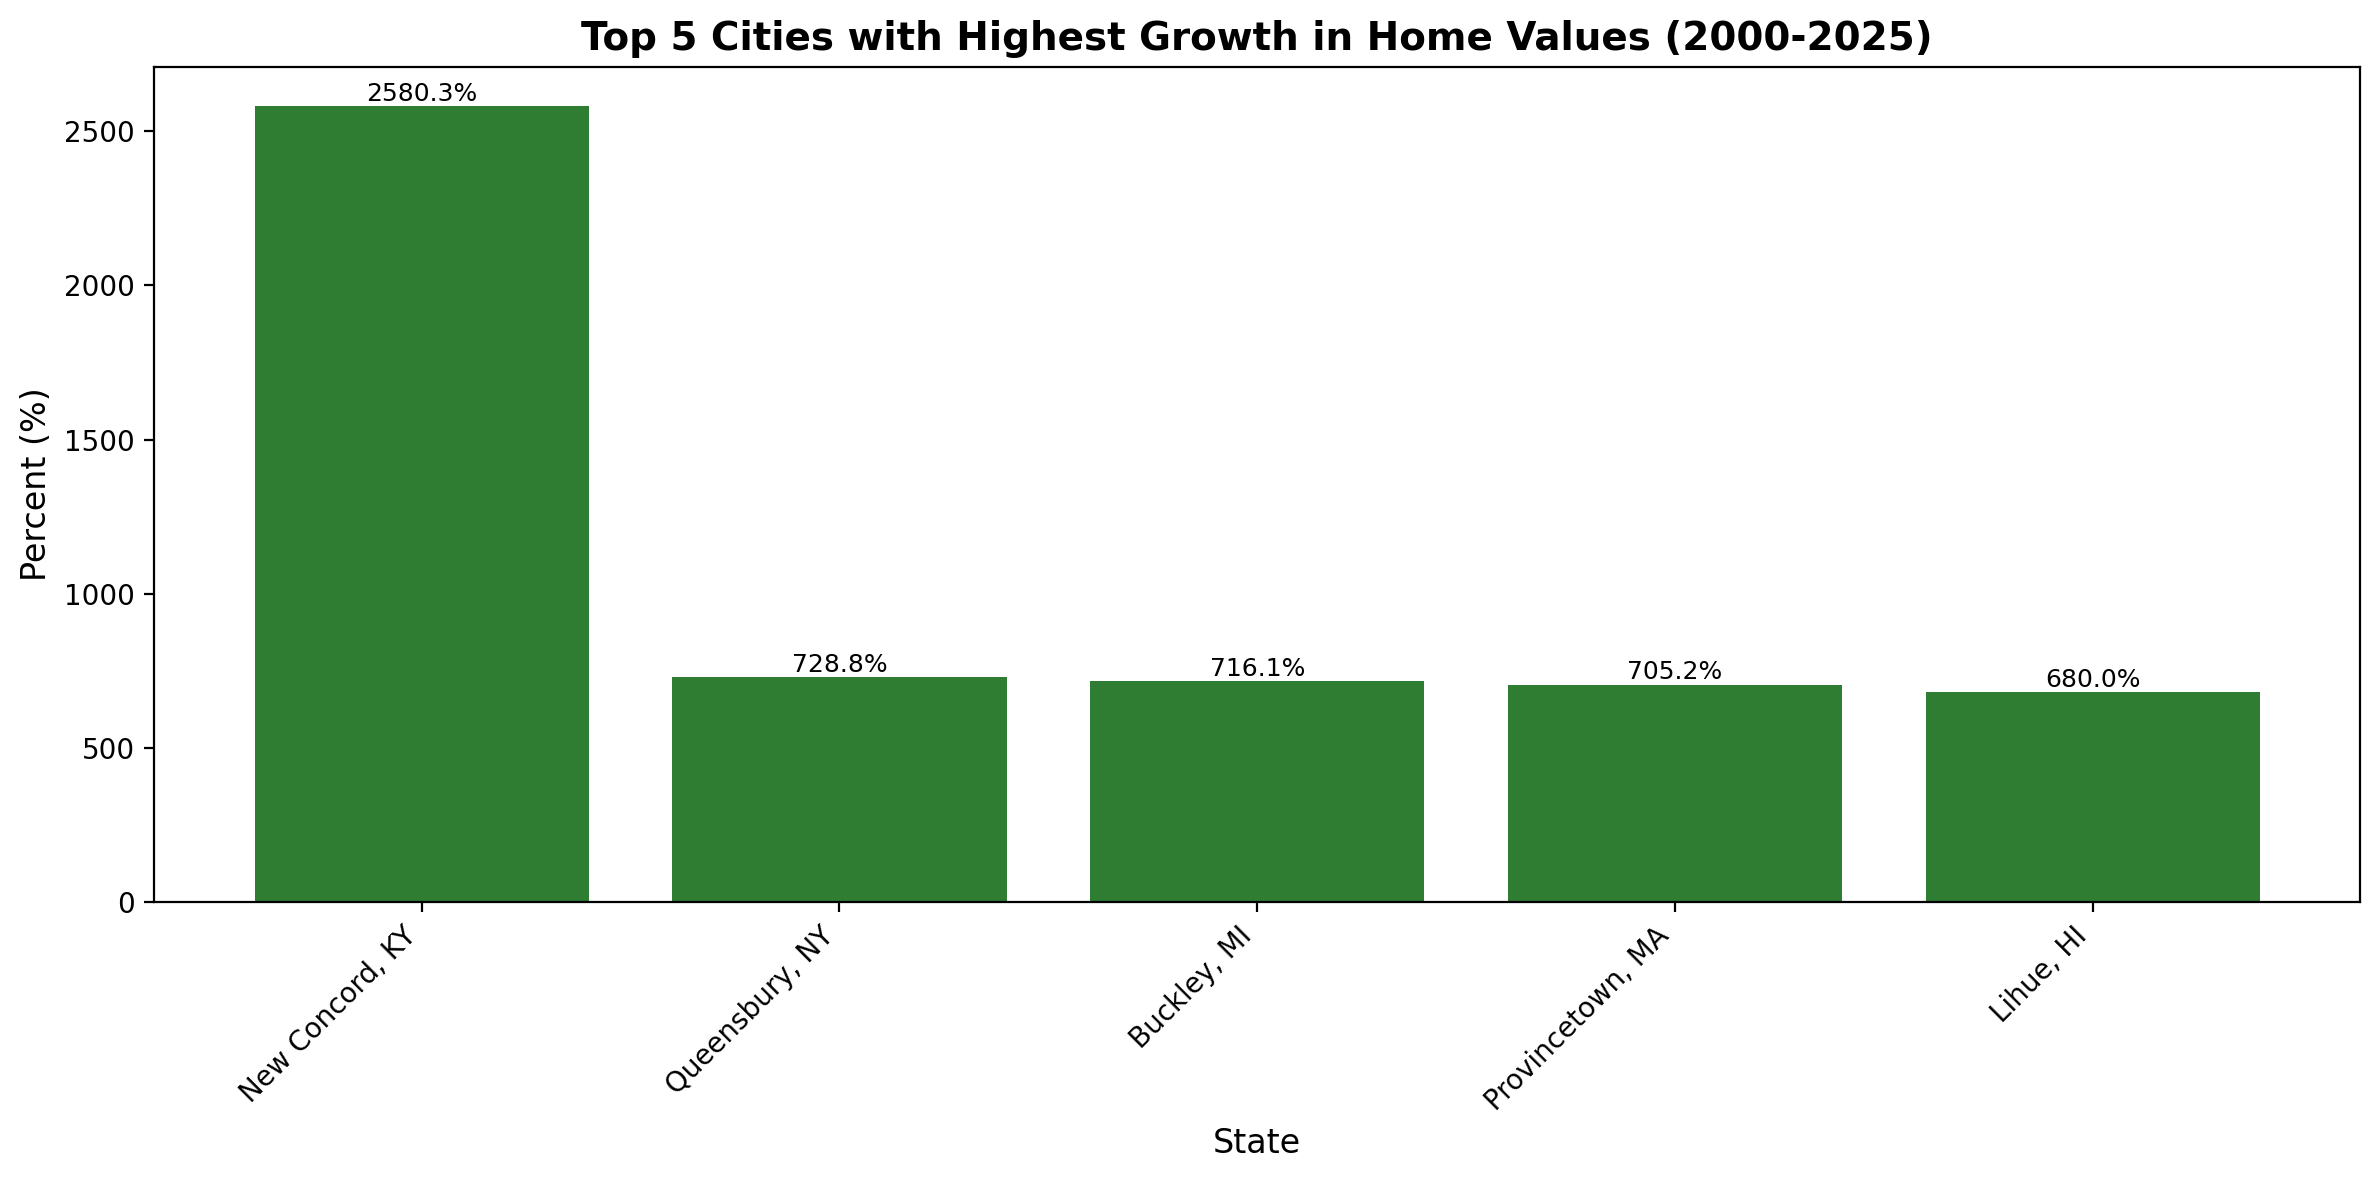 Top 5 Cities with Highest Growth in Home Values (2000-2025)
Percent (%)
2500
2000
1500
1000
500
0
2580.3%
728.8%
716.1%
705.2%
680.0%
New Concord, KY
Queensbury, NY
Buckley, MI
Provincetown, MA
Lihue, HI
State